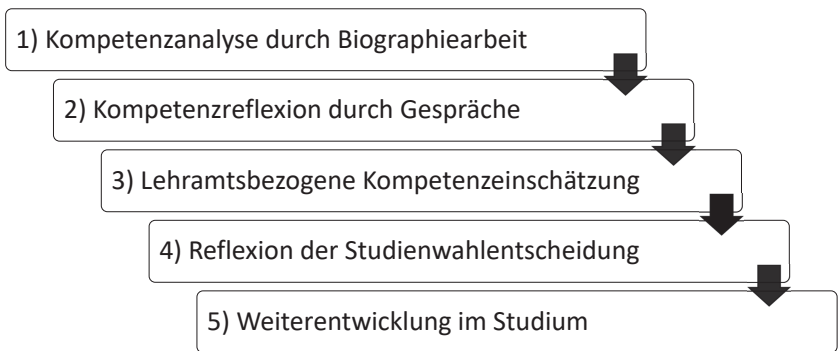 1) Kompetenzanalyse durch Biographiearbeit
2) Kompetenzreflexion durch Gespräche
3) Lehramtsbezogene Kompetenzeinschätzung
4) Reflexion der Studienwahlentscheidung
5) Weiterentwicklung im Studium